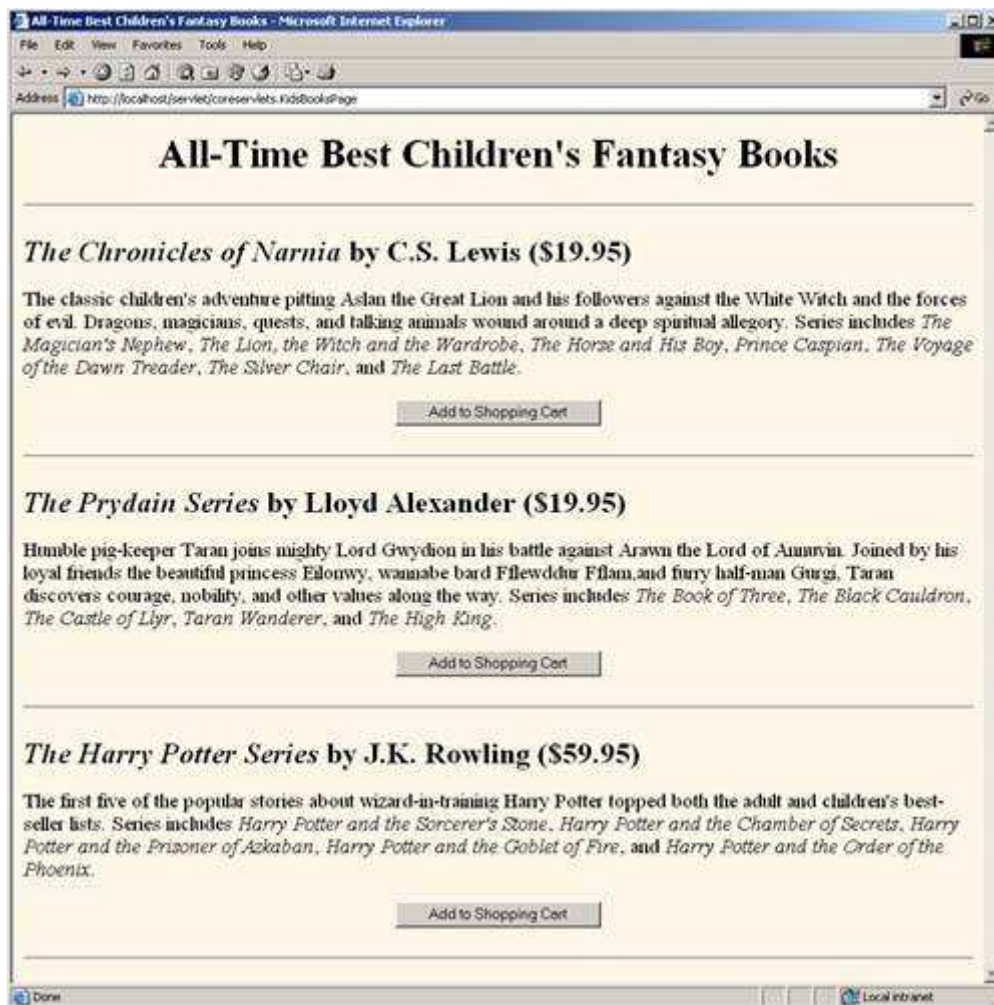 All-Time Best Children's Fantasy Books - Microsoft Internet Explorer
File Edit View Favorites Tools Help
Address http://localhost/servlet/coreservlets.KidsBooksPage Go
All-Time Best Children's Fantasy Books
The Chronicles of Narnia by C.S. Lewis ($19.95)
The classic children's adventure pitting Aslan the Great Lion and his followers against the White Witch and the forces
of evil. Dragons, magicians, quests, and talking animals wound around a deep spiritual allegory. Series includes The
Magician's Nephew, The Lion, the Witch and the Wardrobe, The Horse and His Boy, Prince Caspian, The Voyage
of the Dawn Treader, The Silver Chair, and The Last Battle.
Add to Shopping Cart
The Prydain Series by Lloyd Alexander ($19.95)
Humble pig-keeper Taran joins mighty Lord Gwydion in his battle against Arawn the Lord of Annuvin. Joined by his
loyal friends the beautiful princess Eilonwy, wannabe bard Fflewddur Fflam,and furry half-man Gurgi, Taran
discovers courage, nobility, and other values along the way. Series includes The Book of Three, The Black Cauldron,
The Castle of Llyr, Taran Wanderer, and The High King.
Add to Shopping Cart
The Harry Potter Series by J.K. Rowling ($59.95)
The first five of the popular stories about wizard-in-training Harry Potter topped both the adult and children's best-
seller lists. Series includes Harry Potter and the Sorcerer's Stone, Harry Potter and the Chamber of Secrets, Harry
Potter and the Prisoner of Azkaban, Harry Potter and the Goblet of Fire, and Harry Potter and the Order of the
Phoenix.
Add to Shopping Cart
Done Local intranet